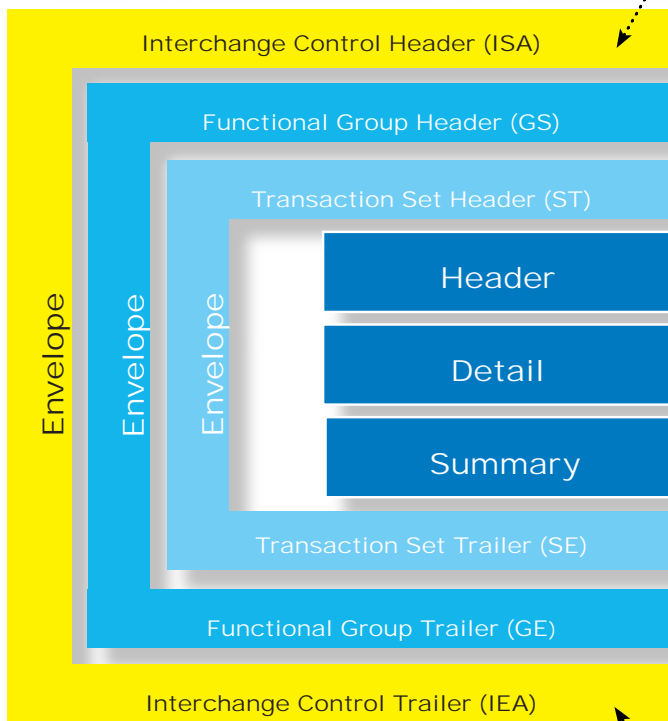 Interchange Control Header (ISA)
Functional Group Header (GS)
Transaction Set Header (ST)
Envelope
Envelope
Envelope
Header
Detail
Summary
Transaction Set Trailer (SE)
Functional Group Trailer (GE)
Interchange Control Trailer (IEA)